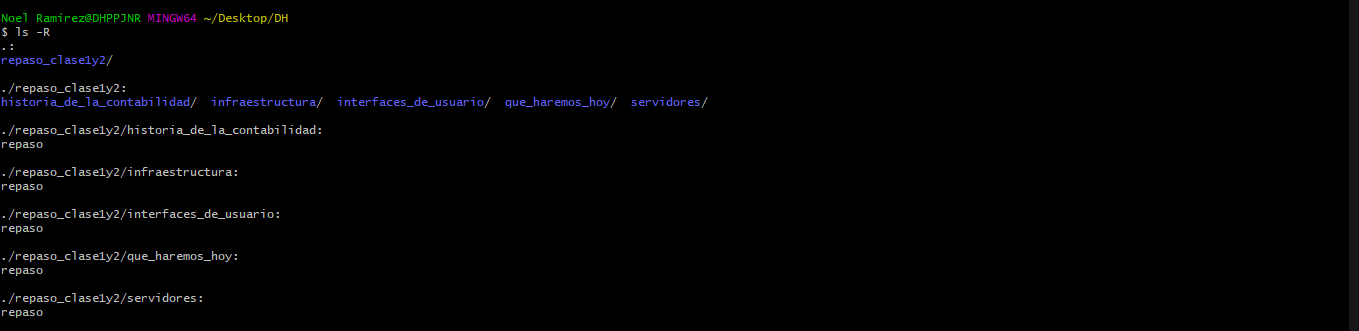 Noel Ramírez@DHPPJNR MINGW64 ~/Desktop/DH
$ ls -R
.:
repaso_clase1y2/
./repaso_clase1y2:
historia_de_la_contabilidad/ infraestructura/ interfaces_de_usuario/ que_haremos_hoy/ servidores/
./repaso_clase1y2/historia_de_la_contabilidad:
repaso
./repaso_clase1y2/infraestructura:
repaso
./repaso_clase1y2/interfaces_de_usuario:
repaso
./repaso_clase1y2/que_haremos_hoy:
repaso
./repaso_clase1y2/servidores:
repaso